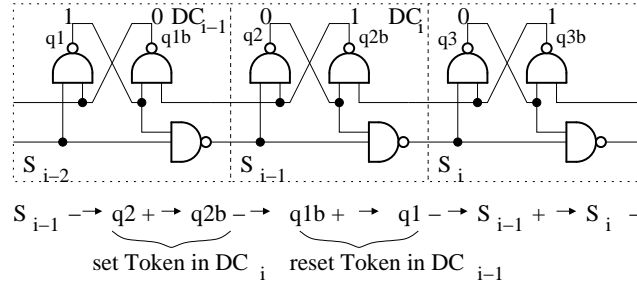 1 0 DC i-1 0 DC i 1 0 1
q1 q1b q2 q2b q3 q3b
S i-2 S i-1 S i
S i-1 − → q2 + → q2b − → q1b + → q1 − → S i-1 + → S i −
set Token in DC i reset Token in DC i-1